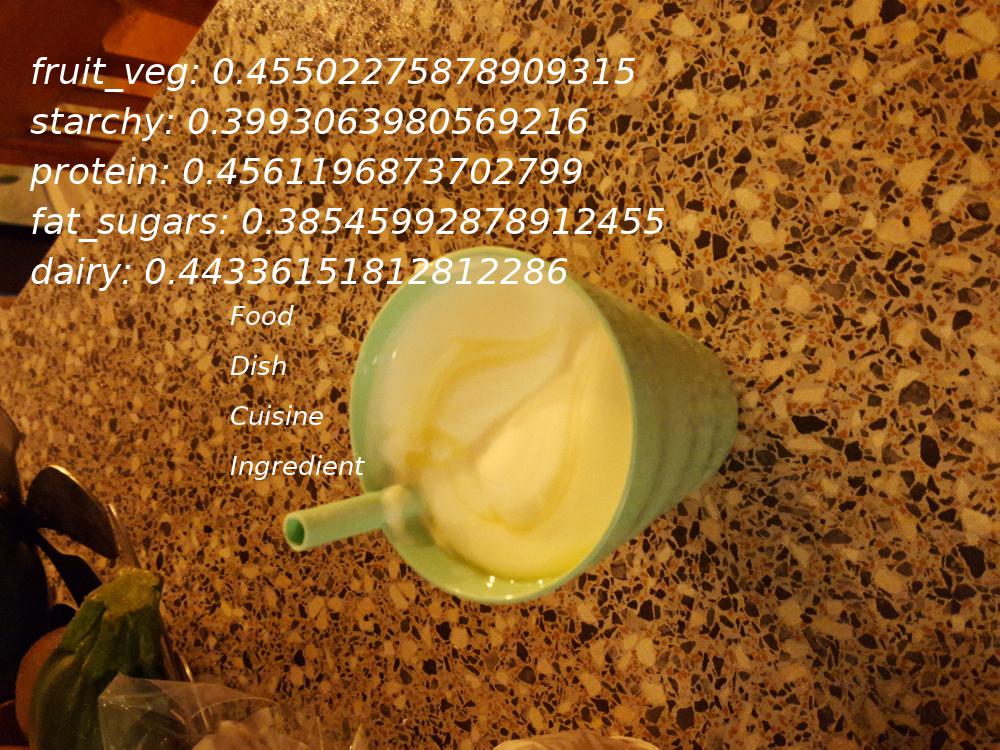 fruit_veg: 0.45502275878909315
starchy: 0.3993063980569216
protein: 0.4561196873702799
fat_sugars: 0.38545992878912455
dairy: 0.44336151812812286
Food
Dish
Cuisine
Ingredient